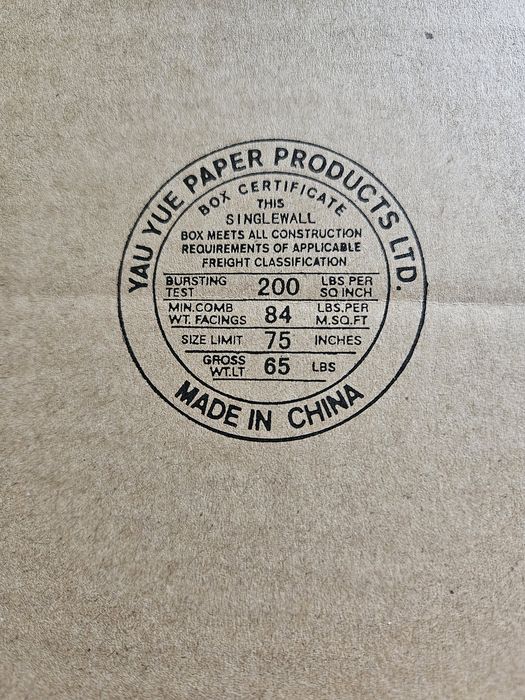 YAU YUE PAPER PRODUCTS LTD.
BOX CERTIFICATE
THIS
SINGLEWALL
BOX MEETS ALL CONSTRUCTION
REQUIREMENTS OF APPLICABLE
FREIGHT CLASSIFICATION
BURSTING TEST 200 LBS PER SQ INCH
MIN.COMB WT. FACINGS 84 LBS.PER M.SQ.FT
SIZE LIMIT 75 INCHES
GROSS WT.LT 65 LBS
MADE IN CHINA